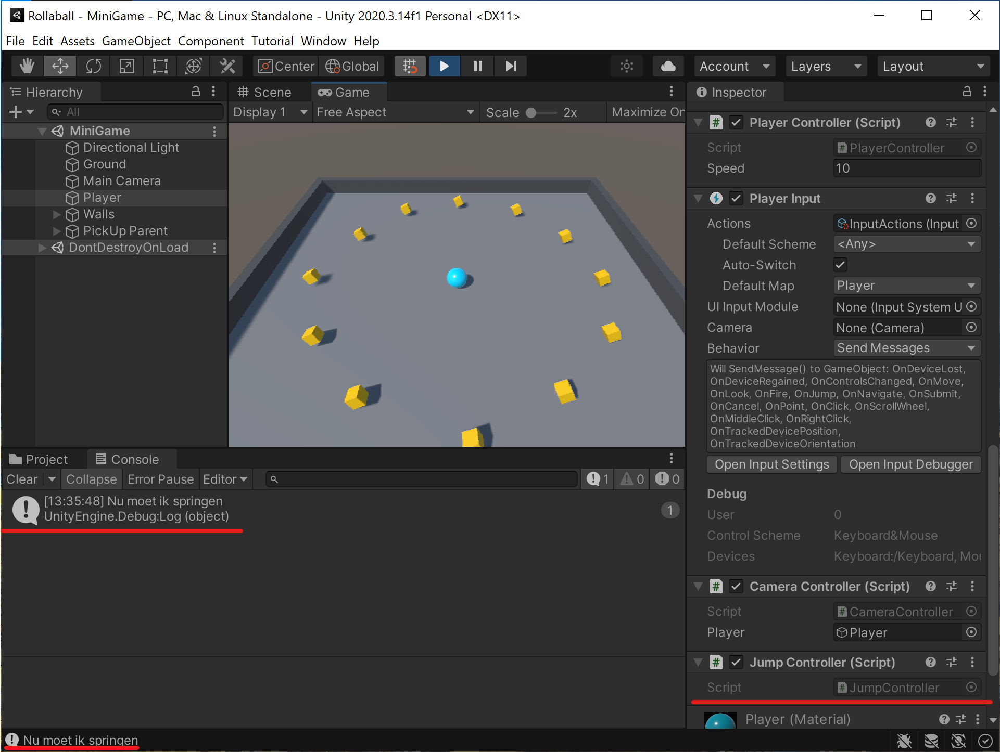 Rollaball - MiniGame - PC, Mac & Linux Standalone - Unity 2020.3.14f1 Personal <DX11>
File Edit Assets GameObject Component Tutorial Window Help
Center Global Account Layers Layout
Hierarchy
All
MiniGame
Directional Light
Ground
Main Camera
Player
Walls
PickUp Parent
DontDestroyOnLoad
Scene Game
Display 1 Free Aspect Scale 2x Maximize On
Project Console
Clear Collapse Error Pause Editor 1 0 0
[13:35:48] Nu moet ik springen
UnityEngine.Debug:Log (object)
1
Nu moet ik springen
Inspector
# Player Controller (Script)
Script # PlayerController
Speed 10
Player Input
Actions InputActions (Input
Default Scheme <Any>
Auto-Switch
Default Map Player
UI Input Module None (Input System U
Camera None (Camera)
Behavior Send Messages
Will SendMessage() to GameObject: OnDeviceLost,
OnDeviceRegained, OnControlsChanged, OnMove,
OnLook, OnFire, OnJump, OnNavigate, OnSubmit,
OnCancel, OnPoint, OnClick, OnScrollWheel,
OnMiddleClick, OnRightClick,
OnTrackedDevicePosition,
OnTrackedDeviceOrientation
Open Input Settings Open Input Debugger
Debug
User 0
Control Scheme Keyboard&Mouse
Devices Keyboard:/Keyboard, Mou
# Camera Controller (Script)
Script # CameraController
Player Player
# Jump Controller (Script)
Script # JumpController
Player (Material)